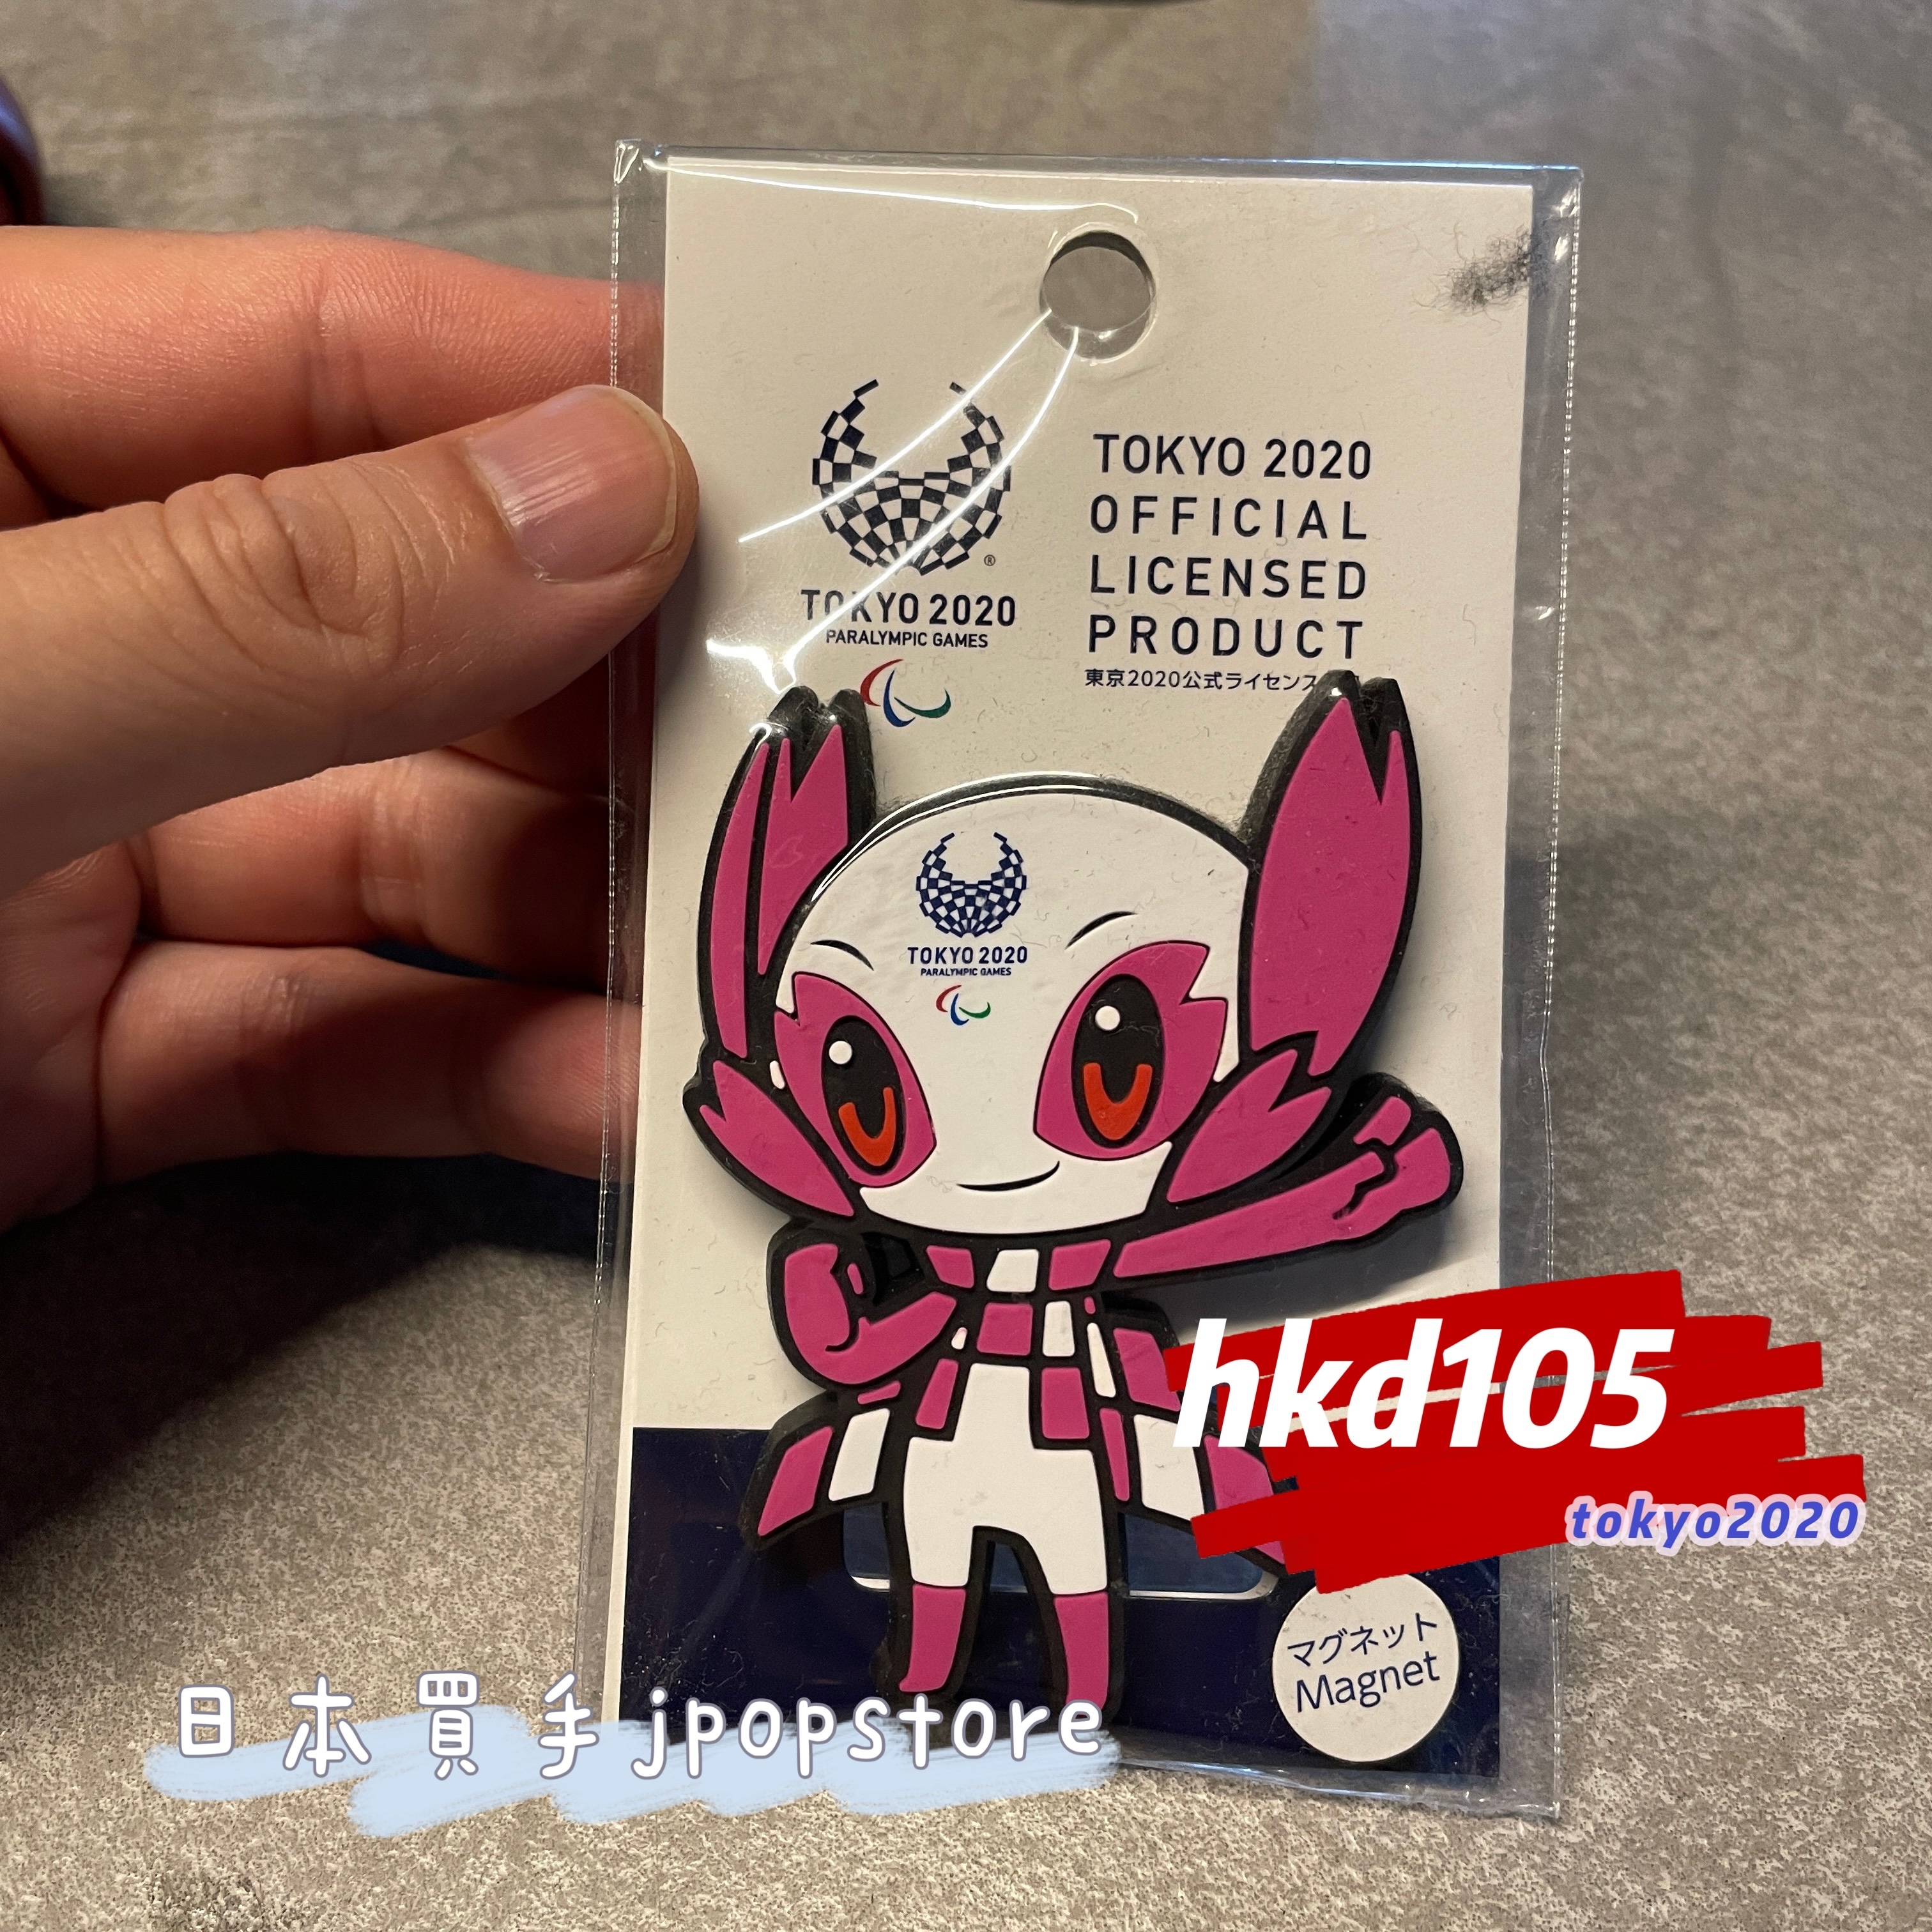 TOKYO 2020
PARALYMPIC GAMES
TOKYO 2020
OFFICIAL
LICENSED
PRODUCT
東京2020公式ライセンス
TOKYO 2020
PARALYMPIC GAMES
hkd105
tokyo2020
マグネット
Magnet
日本買手jpopstore